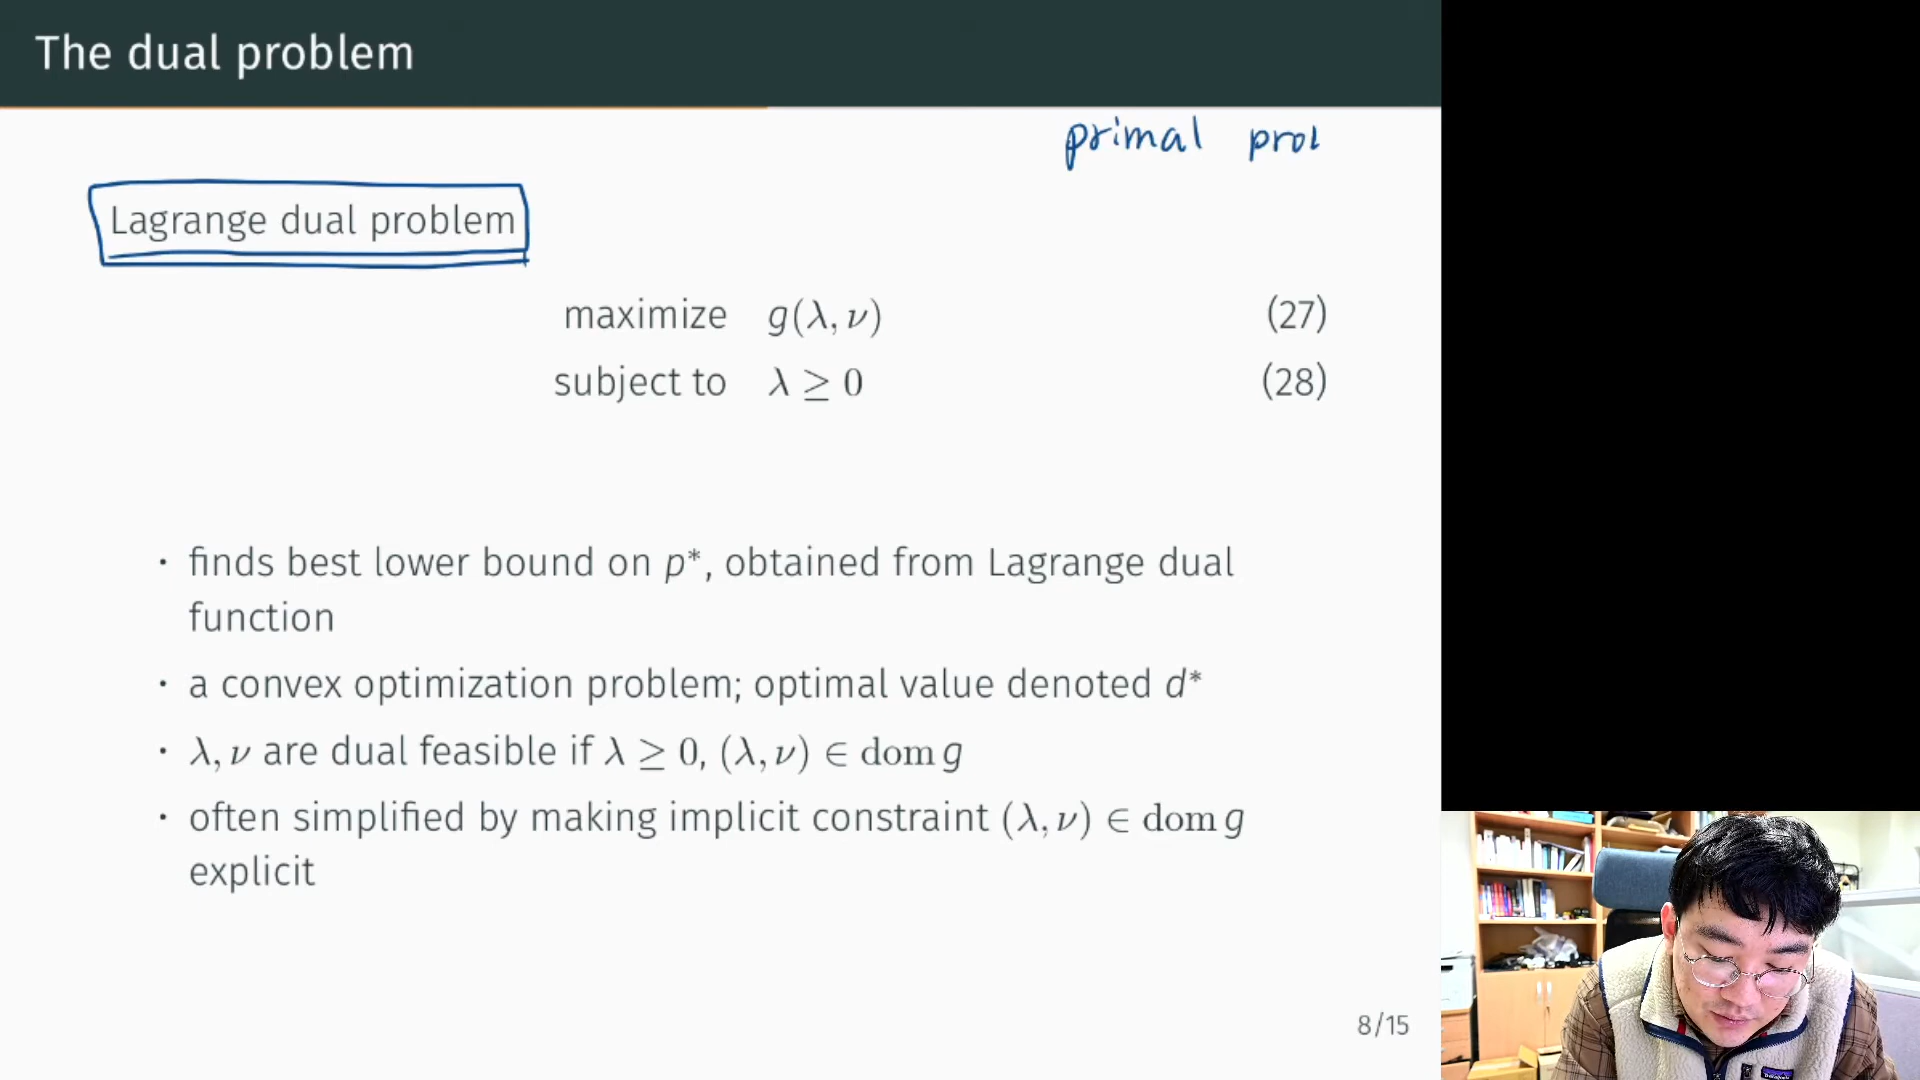 The dual problem
primal prol
Lagrange dual problem
maximize g(λ, ν) (27)
subject to λ ≥ 0 (28)
· finds best lower bound on p*, obtained from Lagrange dual
function
· a convex optimization problem; optimal value denoted d*
· λ, ν are dual feasible if λ ≥ 0, (λ, ν) ∈ dom g
· often simplified by making implicit constraint (λ, ν) ∈ dom g
explicit
8/15